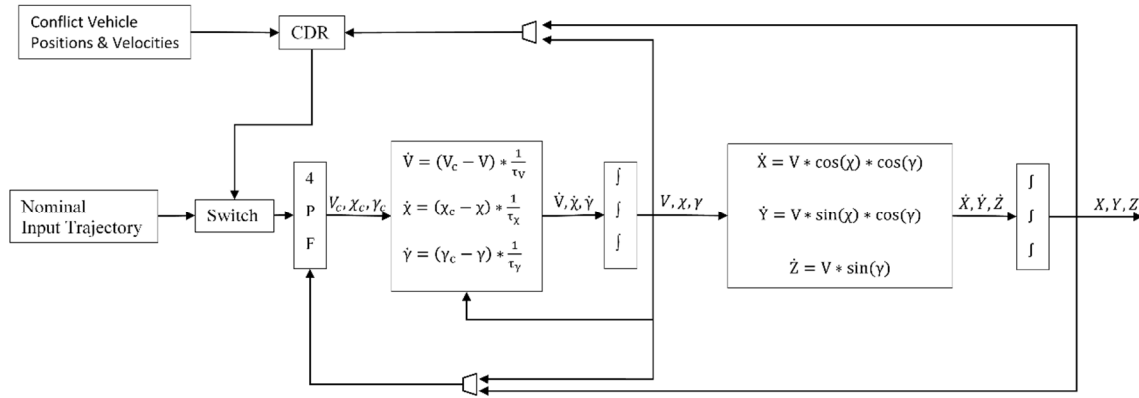 Conflict Vehicle
Positions & Velocities
CDR
Nominal
Input Trajectory
Switch
4
P
F
V_c, χ_c, γ_c
V̇ = (V_c − V) * 1/τ_V
χ̇ = (χ_c − χ) * 1/τ_χ
γ̇ = (γ_c − γ) * 1/τ_γ
V̇, χ̇, γ̇
∫
∫
∫
V, χ, γ
Ẋ = V * cos(χ) * cos(γ)
Ẏ = V * sin(χ) * cos(γ)
Ż = V * sin(γ)
Ẋ, Ẏ, Ż
∫
∫
∫
X, Y, Z